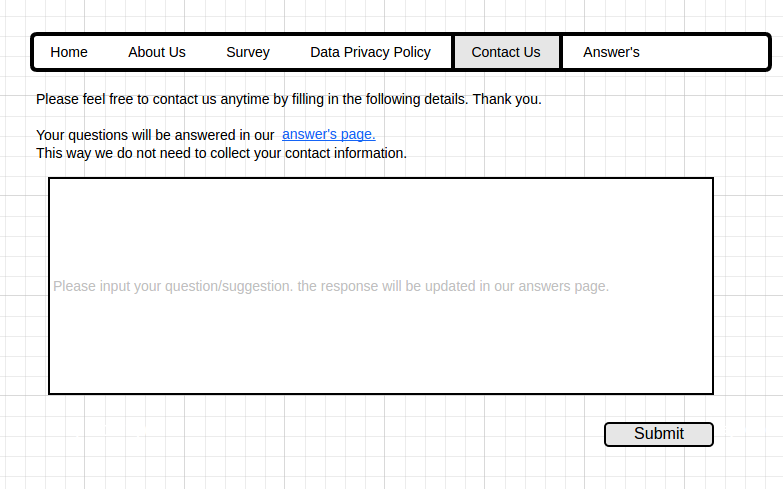 Home About Us Survey Data Privacy Policy Contact Us Answer's
Please feel free to contact us anytime by filling in the following details. Thank you.
Your questions will be answered in our answer's page.
This way we do not need to collect your contact information.
Please input your question/suggestion. the response will be updated in our answers page.
Submit